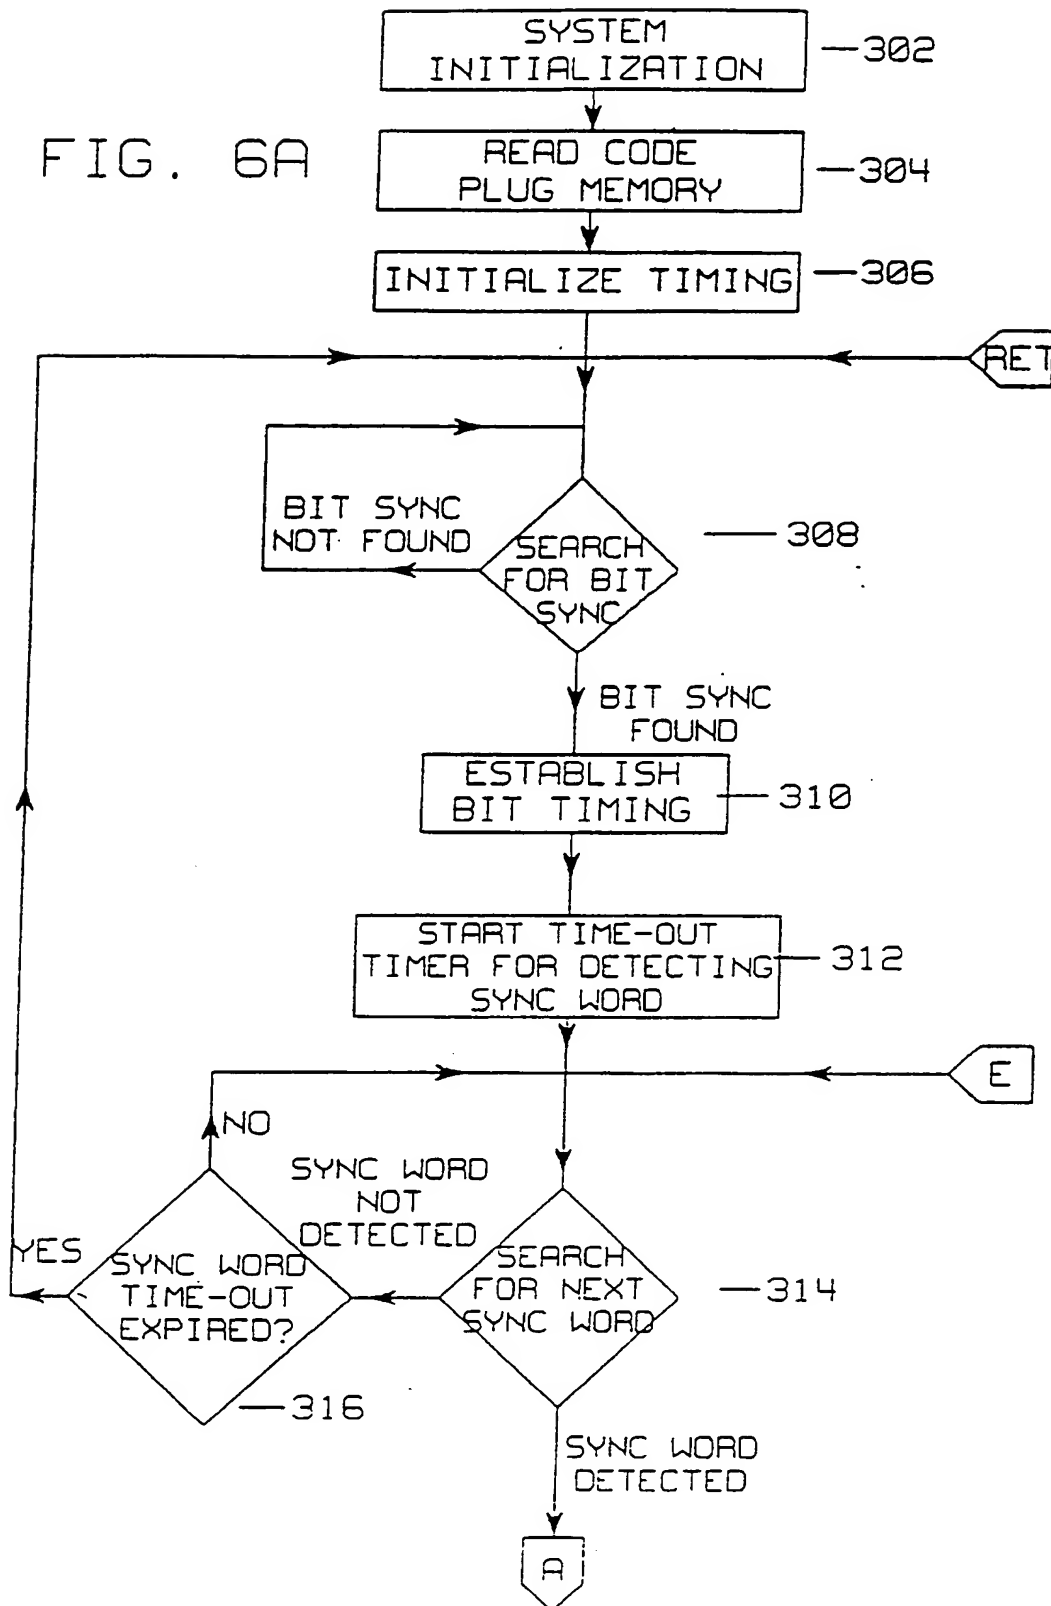 SYSTEM
INITIALIZATION
302
FIG. 6A
READ CODE
PLUG MEMORY
304
INITIALIZE TIMING
306
RET
BIT SYNC
NOT FOUND
SEARCH
FOR BIT
SYNC
308
BIT SYNC
FOUND
ESTABLISH
BIT TIMING
310
START TIME-OUT
TIMER FOR DETECTING
SYNC WORD
312
E
NO
SYNC WORD
NOT
DETECTED
YES
SYNC WORD
TIME-OUT
EXPIRED?
316
SEARCH
FOR NEXT
SYNC WORD
314
SYNC WORD
DETECTED
A